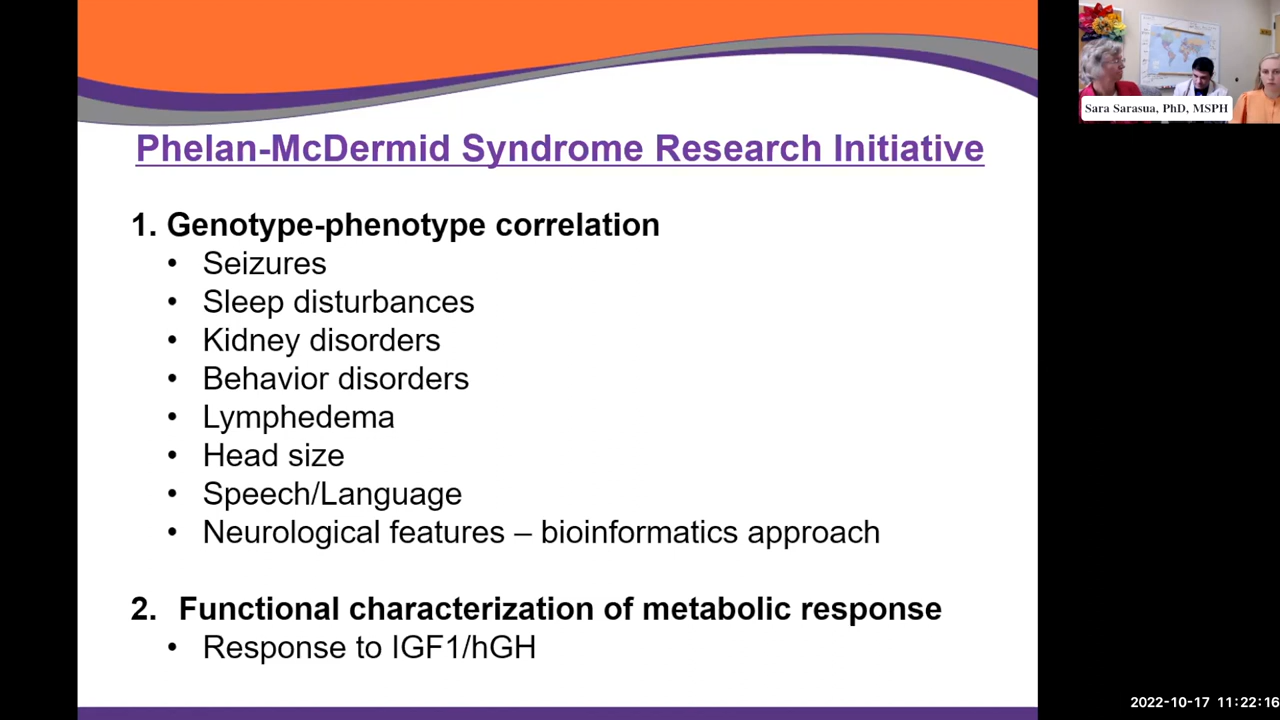 Phelan-McDermid Syndrome Research Initiative
1. Genotype-phenotype correlation
• Seizures
• Sleep disturbances
• Kidney disorders
• Behavior disorders
• Lymphedema
• Head size
• Speech/Language
• Neurological features – bioinformatics approach
2. Functional characterization of metabolic response
• Response to IGF1/hGH
Sara Sarasua, PhD, MSPH
2022-10-17 11:22:16